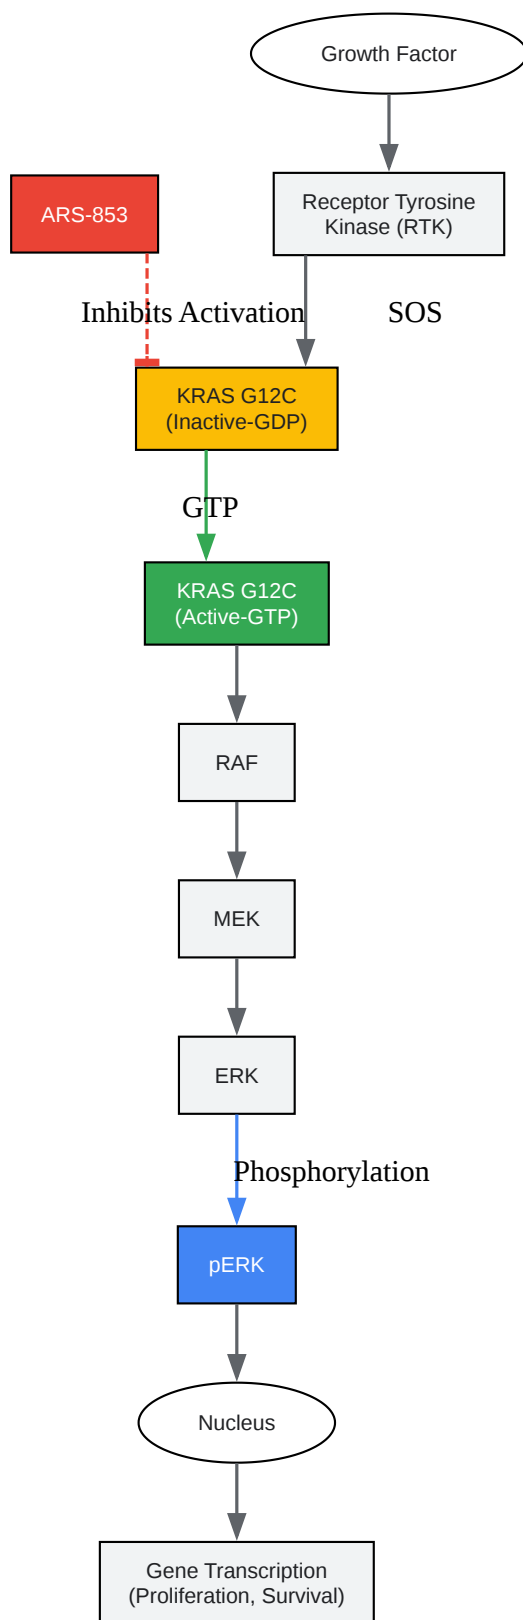 Growth Factor
ARS-853
Receptor Tyrosine
Kinase (RTK)
Inhibits Activation
SOS
KRAS G12C
(Inactive-GDP)
GTP
KRAS G12C
(Active-GTP)
RAF
MEK
ERK
Phosphorylation
pERK
Nucleus
Gene Transcription
(Proliferation, Survival)